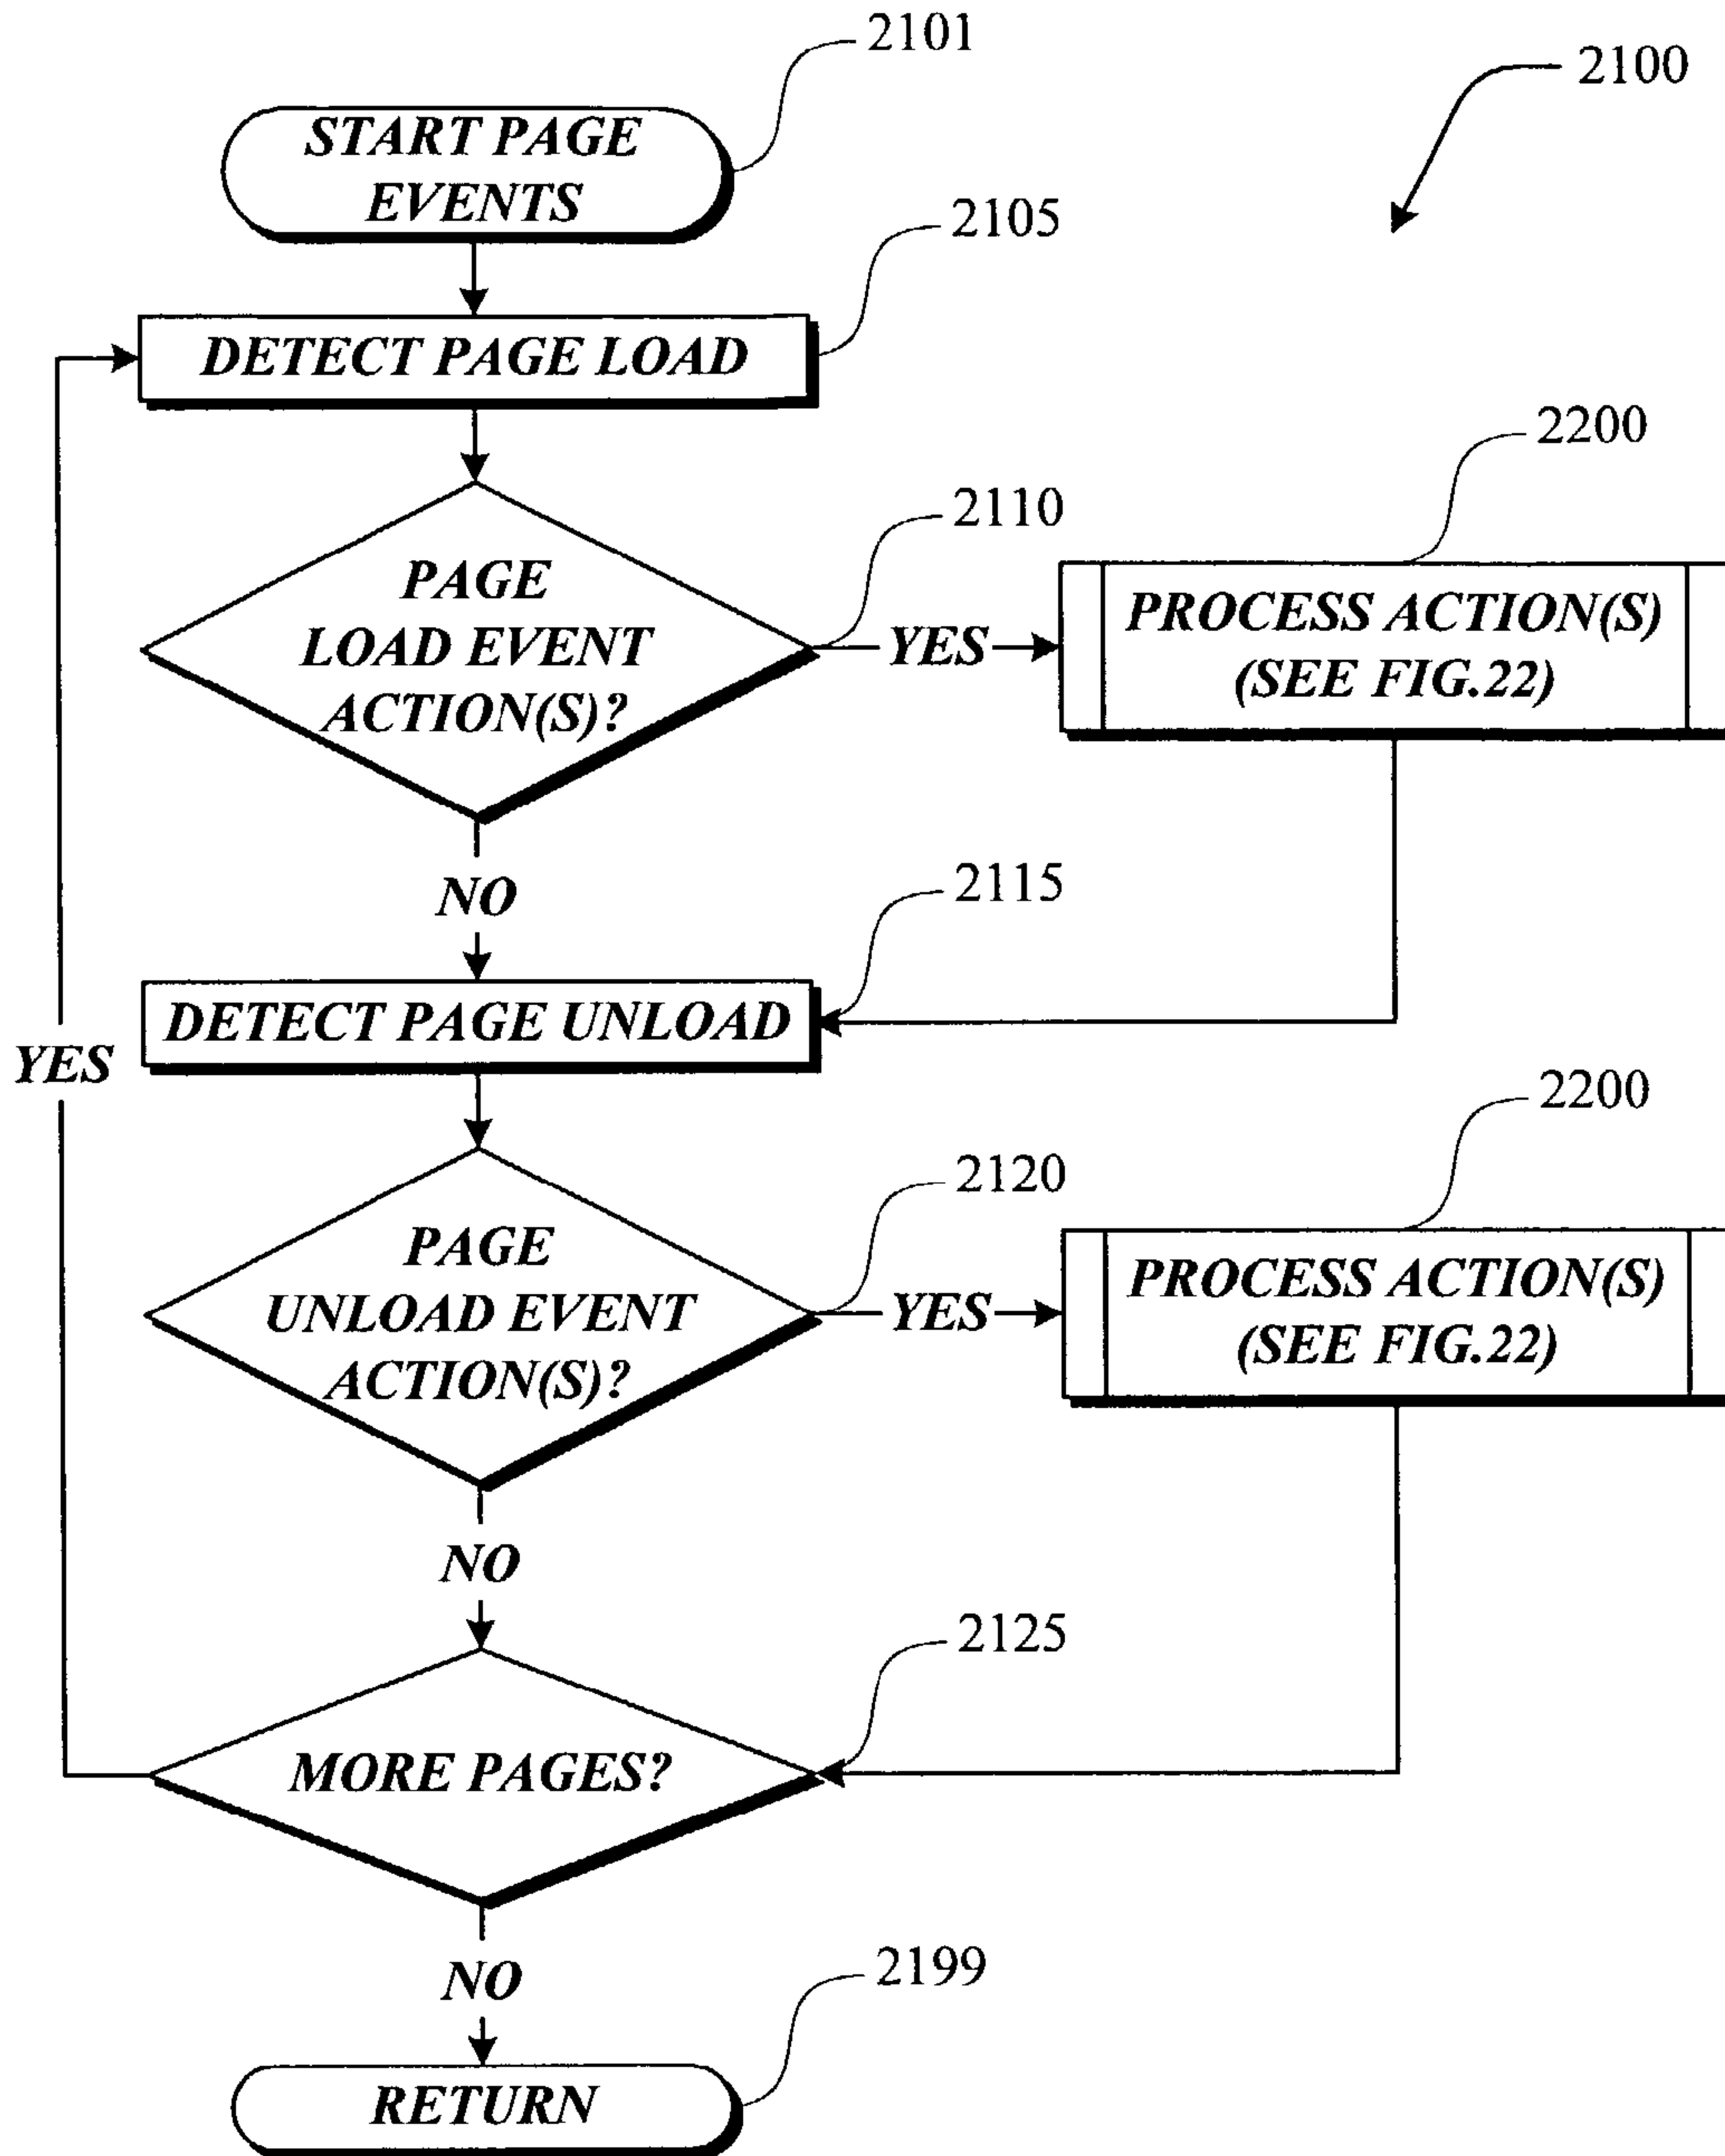 2101
2100
START PAGE
EVENTS
2105
DETECT PAGE LOAD
2200
2110
PAGE
LOAD EVENT
ACTION(S)?
YES
PROCESS ACTION(S)
(SEE FIG.22)
NO
2115
DETECT PAGE UNLOAD
YES
2200
2120
PAGE
UNLOAD EVENT
ACTION(S)?
YES
PROCESS ACTION(S)
(SEE FIG.22)
NO
2125
MORE PAGES?
NO
2199
RETURN